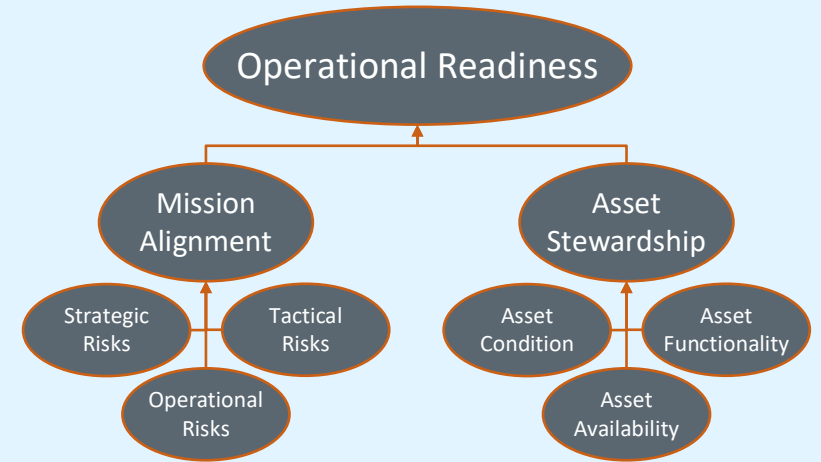 Operational Readiness
Mission
Alignment
Asset
Stewardship
Strategic
Risks
Tactical
Risks
Operational
Risks
Asset
Condition
Asset
Functionality
Asset
Availability